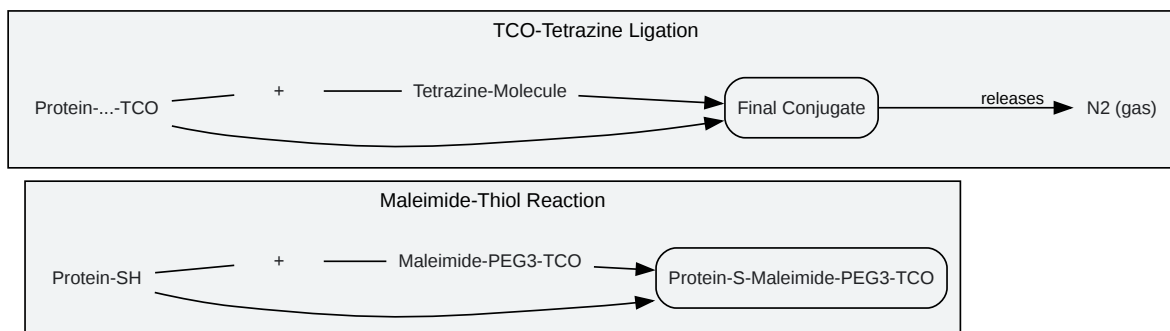 TCO-Tetrazine Ligation
Protein-...-TCO
+
Tetrazine-Molecule
Final Conjugate
releases
N2 (gas)
Maleimide-Thiol Reaction
Protein-SH
+
Maleimide-PEG3-TCO
Protein-S-Maleimide-PEG3-TCO